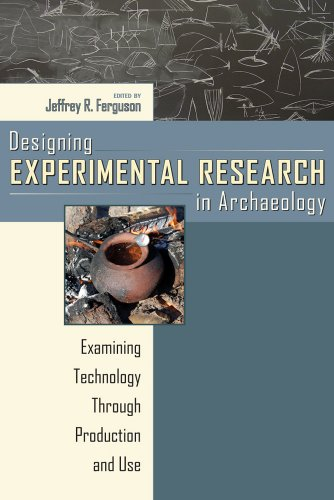 EDITED BY
Jeffrey R. Ferguson
Designing
EXPERIMENTAL RESEARCH
in Archaeology
Examining
Technology
Through
Production
and Use